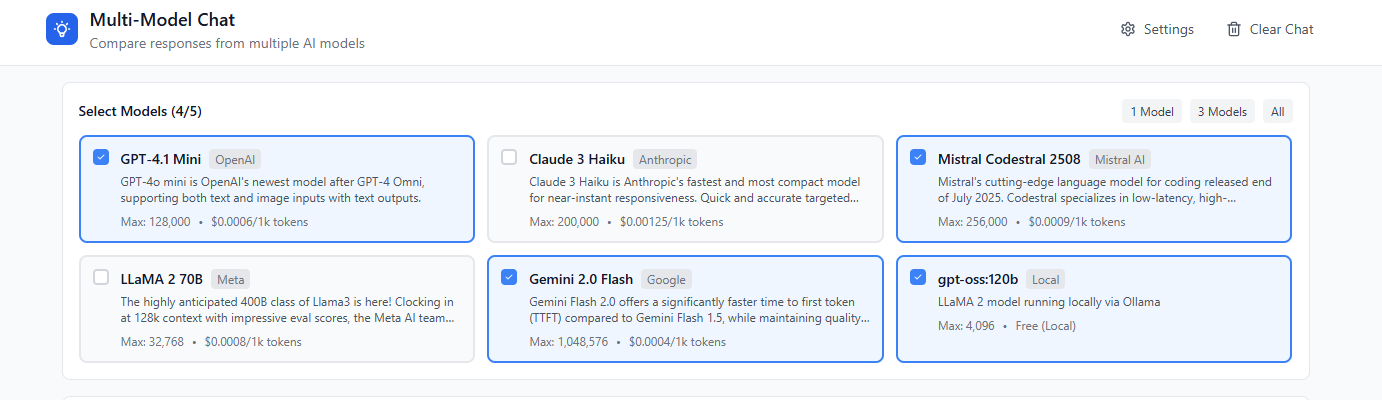 Multi-Model Chat
Compare responses from multiple AI models
Settings
Clear Chat
Select Models (4/5)
1 Model
3 Models
All
GPT-4.1 Mini OpenAI
GPT-4o mini is OpenAI's newest model after GPT-4 Omni,
supporting both text and image inputs with text outputs.
Max: 128,000 • $0.0006/1k tokens
Claude 3 Haiku Anthropic
Claude 3 Haiku is Anthropic's fastest and most compact model
for near-instant responsiveness. Quick and accurate targeted...
Max: 200,000 • $0.00125/1k tokens
Mistral Codestral 2508 Mistral AI
Mistral's cutting-edge language model for coding released end
of July 2025. Codestral specializes in low-latency, high-...
Max: 256,000 • $0.0009/1k tokens
LLaMA 2 70B Meta
The highly anticipated 400B class of Llama3 is here! Clocking in
at 128k context with impressive eval scores, the Meta AI team...
Max: 32,768 • $0.0008/1k tokens
Gemini 2.0 Flash Google
Gemini Flash 2.0 offers a significantly faster time to first token
(TTFT) compared to Gemini Flash 1.5, while maintaining quality...
Max: 1,048,576 • $0.0004/1k tokens
gpt-oss:120b Local
LLaMA 2 model running locally via Ollama
Max: 4,096 • Free (Local)